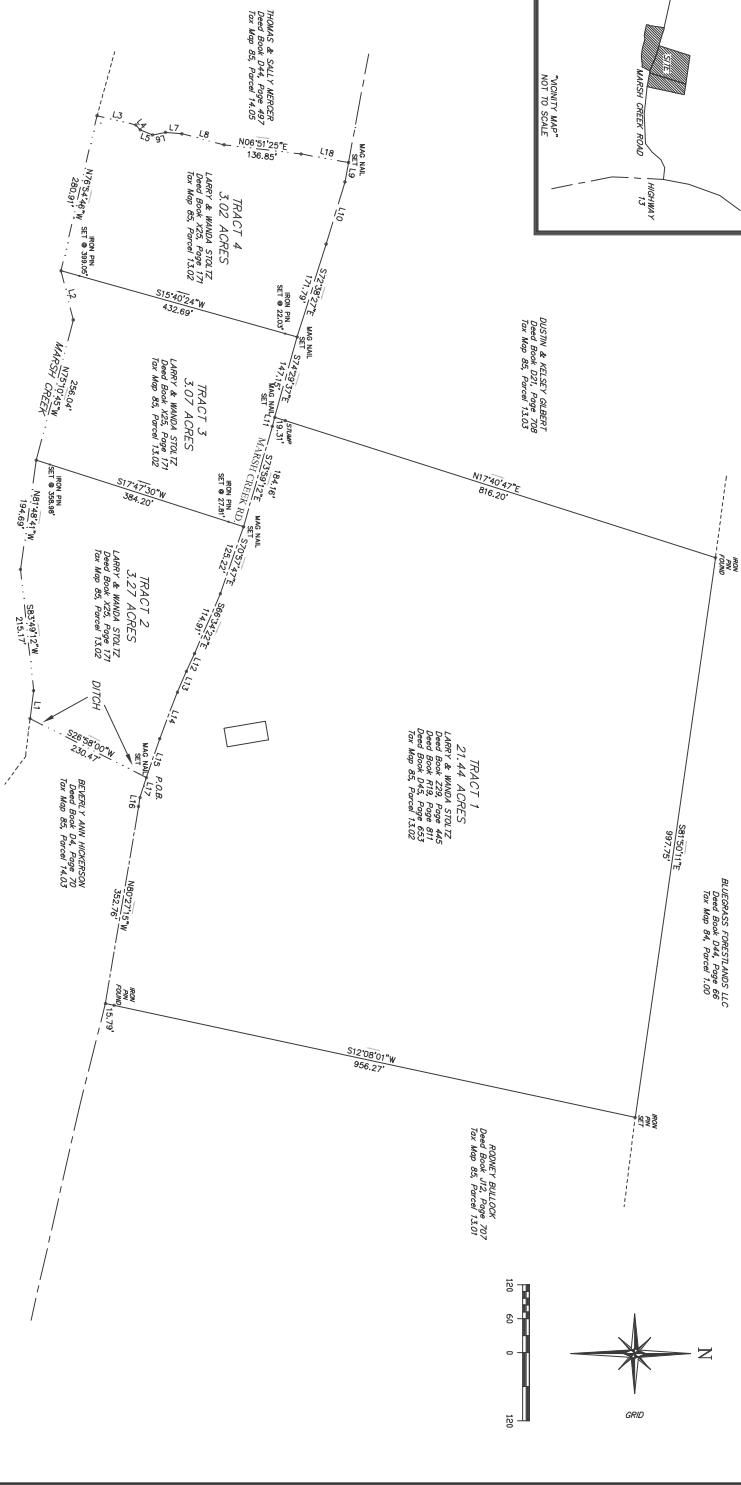 "VICINITY MAP"
NOT TO SCALE
SITE
MARSH CREEK ROAD
HIGHWAY
13
THOMAS & SALLY MERCER
Deed Book D44, Page 497
Tax Map 85, Parcel 14.05
DUSTIN & KELSEY GILBERT
Deed Book D21, Page 708
Tax Map 85, Parcel 13.03
BLUEGRASS FORESTLANDS LLC
Deed Book D44, Page 66
Tax Map 84, Parcel 1.00
RODNEY BULLOCK
Deed Book J12, Page 707
Tax Map 85, Parcel 13.01
BEVERLY ANN HICKERSON
Deed Book D4, Page 70
Tax Map 85, Parcel 14.03
TRACT 1
21.44 ACRES
LARRY & WANDA STOLTZ
Deed Book Z29, Page 445
Deed Book R19, Page 811
Deed Book D45, Page 653
Tax Map 85, Parcel 13.02
TRACT 2
3.27 ACRES
LARRY & WANDA STOLTZ
Deed Book X25, Page 171
Tax Map 85, Parcel 13.02
TRACT 3
3.07 ACRES
LARRY & WANDA STOLTZ
Deed Book X25, Page 171
Tax Map 85, Parcel 13.02
TRACT 4
3.02 ACRES
LARRY & WANDA STOLTZ
Deed Book X25, Page 171
Tax Map 85, Parcel 13.02
IRON
PIN
FOUND
S81°50'11"E
997.75'
IRON
PIN
SET
N17°40'47"E
816.20'
S12°08'01"W
956.27'
IRON
PIN
FOUND
15.79'
N80°27'15"W
352.76'
L16
L17
P.O.B.
MAG NAIL
SET
L15
L14
L13
L12
S66°34'22"E
114.91'
S70°57'47"E
125.22'
MAG NAIL
SET
184.16'
S73°59'12"E
MARSH CREEK RD
STUMP
19.31'
L11
MAG NAIL
SET
S74°29'37"E
147.15'
MAG NAIL
SET
S72°38'27"E
171.79'
L10
L9
MAG NAIL
SET
L18
N06°51'25"E
136.85'
L8
L7
L6
L5
L4
L3
N76°54'46"W
280.91'
IRON PIN
SET @ 399.05'
S15°40'24"W
432.69'
IRON PIN
SET @ 22.03'
L2
N75°10'45"W
256.04'
MARSH CREEK
IRON PIN
SET @ 358.98'
S17°47'30"W
384.20'
IRON PIN
SET @ 27.81'
N81°48'41"W
194.69'
S83°49'12"W
215.17'
L1
DITCH
S26°58'00"W
230.47'
N
GRID
120
60
0
120